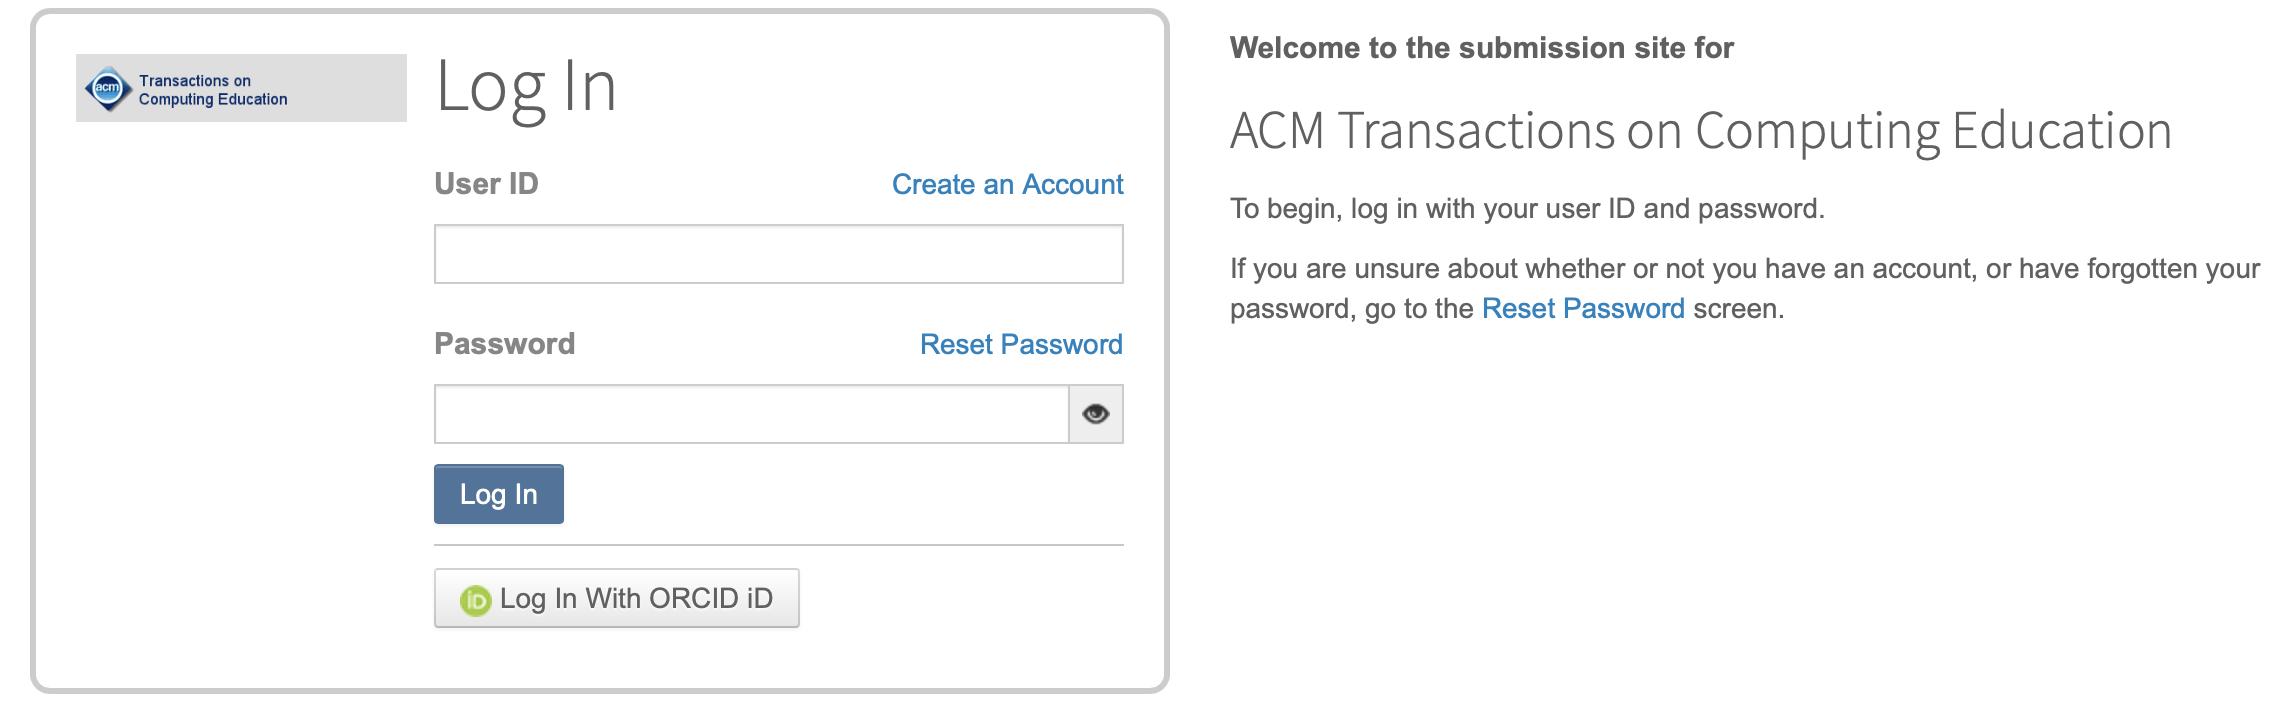 acm
Transactions on
Computing Education
Log In
User ID
Create an Account
Password
Reset Password
Log In
iD Log In With ORCID iD
Welcome to the submission site for
ACM Transactions on Computing Education
To begin, log in with your user ID and password.
If you are unsure about whether or not you have an account, or have forgotten your
password, go to the Reset Password screen.